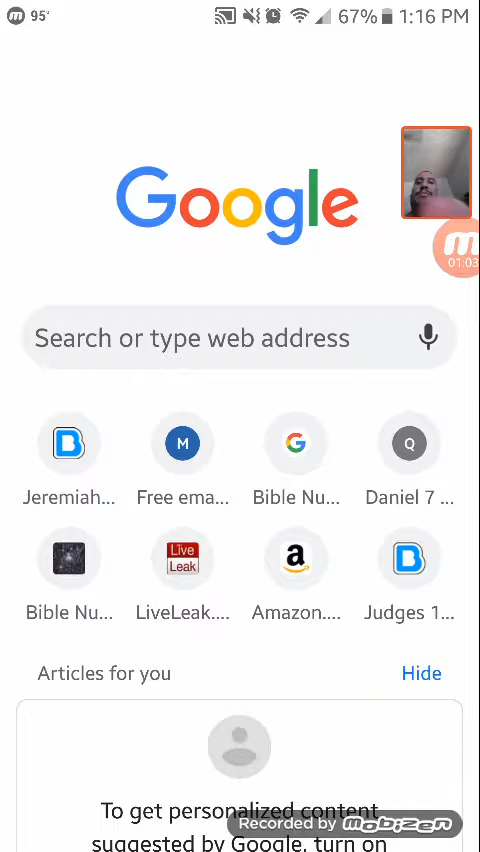 95°
67%
1:16 PM
Google
01:03
Search or type web address
B
M
G
Q
Jeremiah...
Free ema...
Bible Nu...
Daniel 7 ...
Live
Leak
a
B
Bible Nu...
LiveLeak....
Amazon....
Judges 1...
Articles for you
Hide
To get personalized content
suggested by Google, turn on
Recorded by mobizen